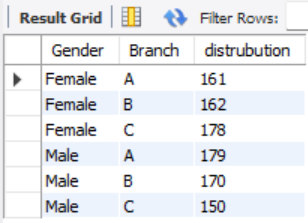 Result Grid Filter Rows:
Gender Branch distrubution
Female A 161
Female B 162
Female C 178
Male A 179
Male B 170
Male C 150